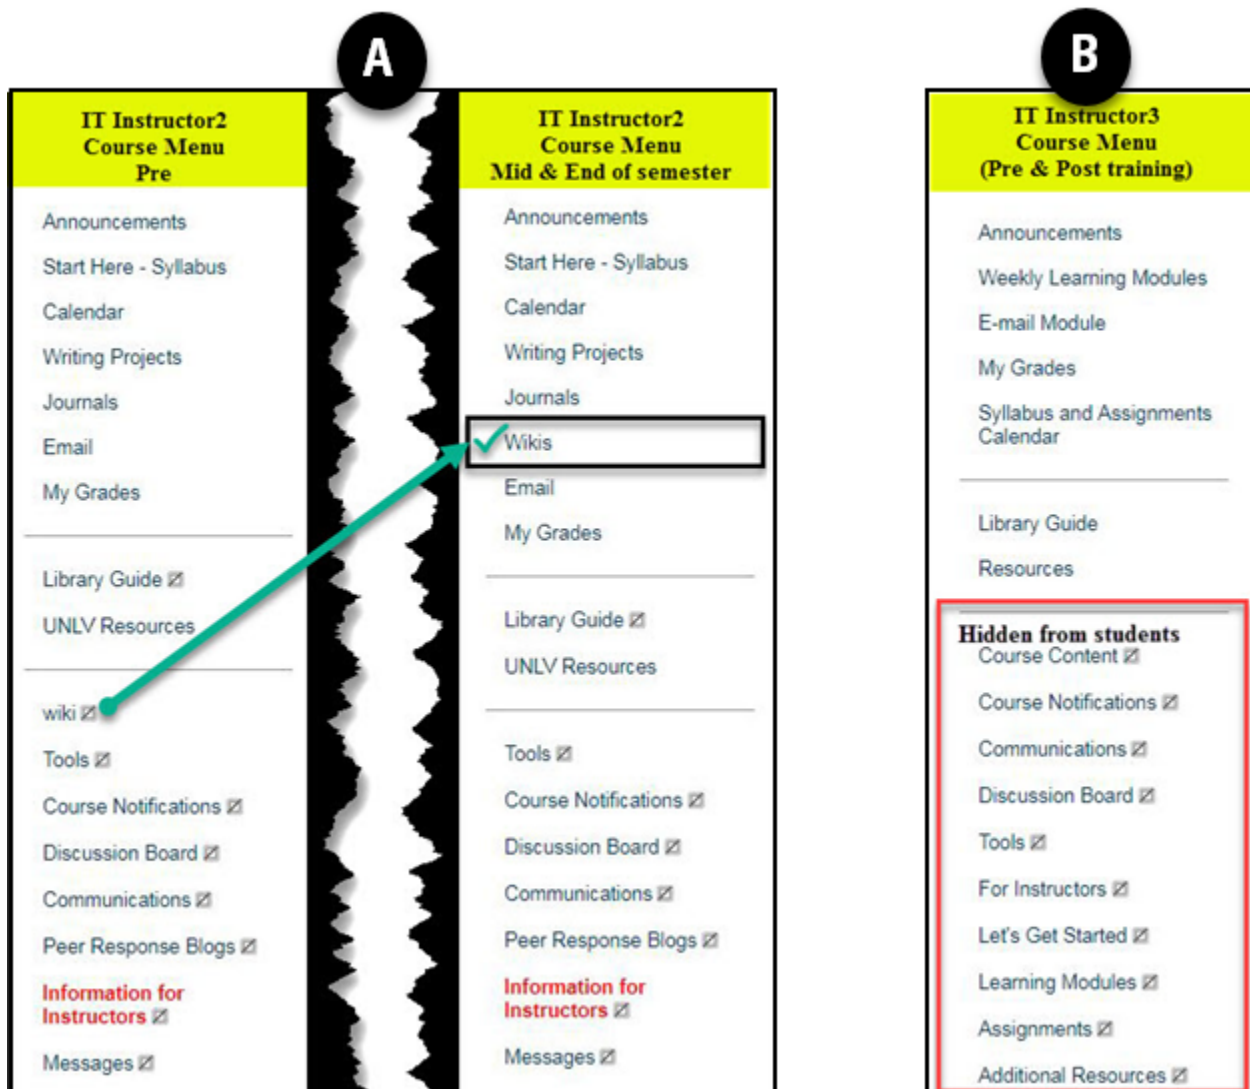 A
IT Instructor2
Course Menu
Pre
Announcements
Start Here - Syllabus
Calendar
Writing Projects
Journals
Email
My Grades
Library Guide
UNLV Resources
wiki
Tools
Course Notifications
Discussion Board
Communications
Peer Response Blogs
Information for
Instructors
Messages
IT Instructor2
Course Menu
Mid & End of semester
Announcements
Start Here - Syllabus
Calendar
Writing Projects
Journals
Wikis
Email
My Grades
Library Guide
UNLV Resources
Tools
Course Notifications
Discussion Board
Communications
Peer Response Blogs
Information for
Instructors
Messages
B
IT Instructor3
Course Menu
(Pre & Post training)
Announcements
Weekly Learning Modules
E-mail Module
My Grades
Syllabus and Assignments
Calendar
Library Guide
Resources
Hidden from students
Course Content
Course Notifications
Communications
Discussion Board
Tools
For Instructors
Let's Get Started
Learning Modules
Assignments
Additional Resources